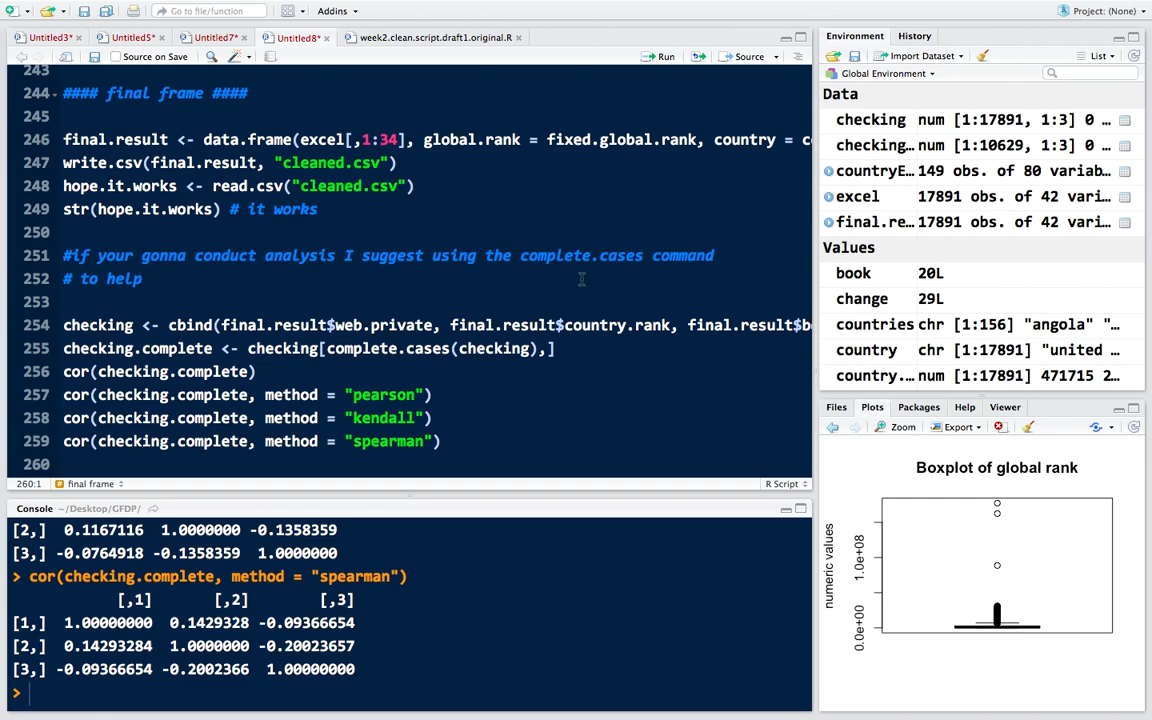 Go to file/function
Addins
Project: (None)
Untitled3*
Untitled5*
Untitled7*
Untitled8*
week2.clean.script.draft1.original.R
Source on Save
Run
Source
243
244 #### final frame ####
245
246 final.result <- data.frame(excel[,1:34], global.rank = fixed.global.rank, country = c
247 write.csv(final.result, "cleaned.csv")
248 hope.it.works <- read.csv("cleaned.csv")
249 str(hope.it.works) # it works
250
251 #if your gonna conduct analysis I suggest using the complete.cases command
252 # to help
253
254 checking <- cbind(final.result$web.private, final.result$country.rank, final.result$b
255 checking.complete <- checking[complete.cases(checking),]
256 cor(checking.complete)
257 cor(checking.complete, method = "pearson")
258 cor(checking.complete, method = "kendall")
259 cor(checking.complete, method = "spearman")
260
260:1 final frame R Script
Console ~/Desktop/GFDP/
[2,] 0.1167116 1.0000000 -0.1358359
[3,] -0.0764918 -0.1358359 1.0000000
> cor(checking.complete, method = "spearman")
[,1] [,2] [,3]
[1,] 1.00000000 0.1429328 -0.09366654
[2,] 0.14293284 1.0000000 -0.20023657
[3,] -0.09366654 -0.2002366 1.00000000
>
Environment History
Import Dataset List
Global Environment
Data
checking num [1:17891, 1:3] 0 …
checking… num [1:10629, 1:3] 0 …
countryE… 149 obs. of 80 variab…
excel 17891 obs. of 42 vari…
final.re… 17891 obs. of 42 vari…
Values
book 20L
change 29L
countries chr [1:156] "angola" "…
country chr [1:17891] "united …
country.… num [1:17891] 471715 2…
Files Plots Packages Help Viewer
Zoom Export
Boxplot of global rank
numeric values
1.0e+08
0.0e+00